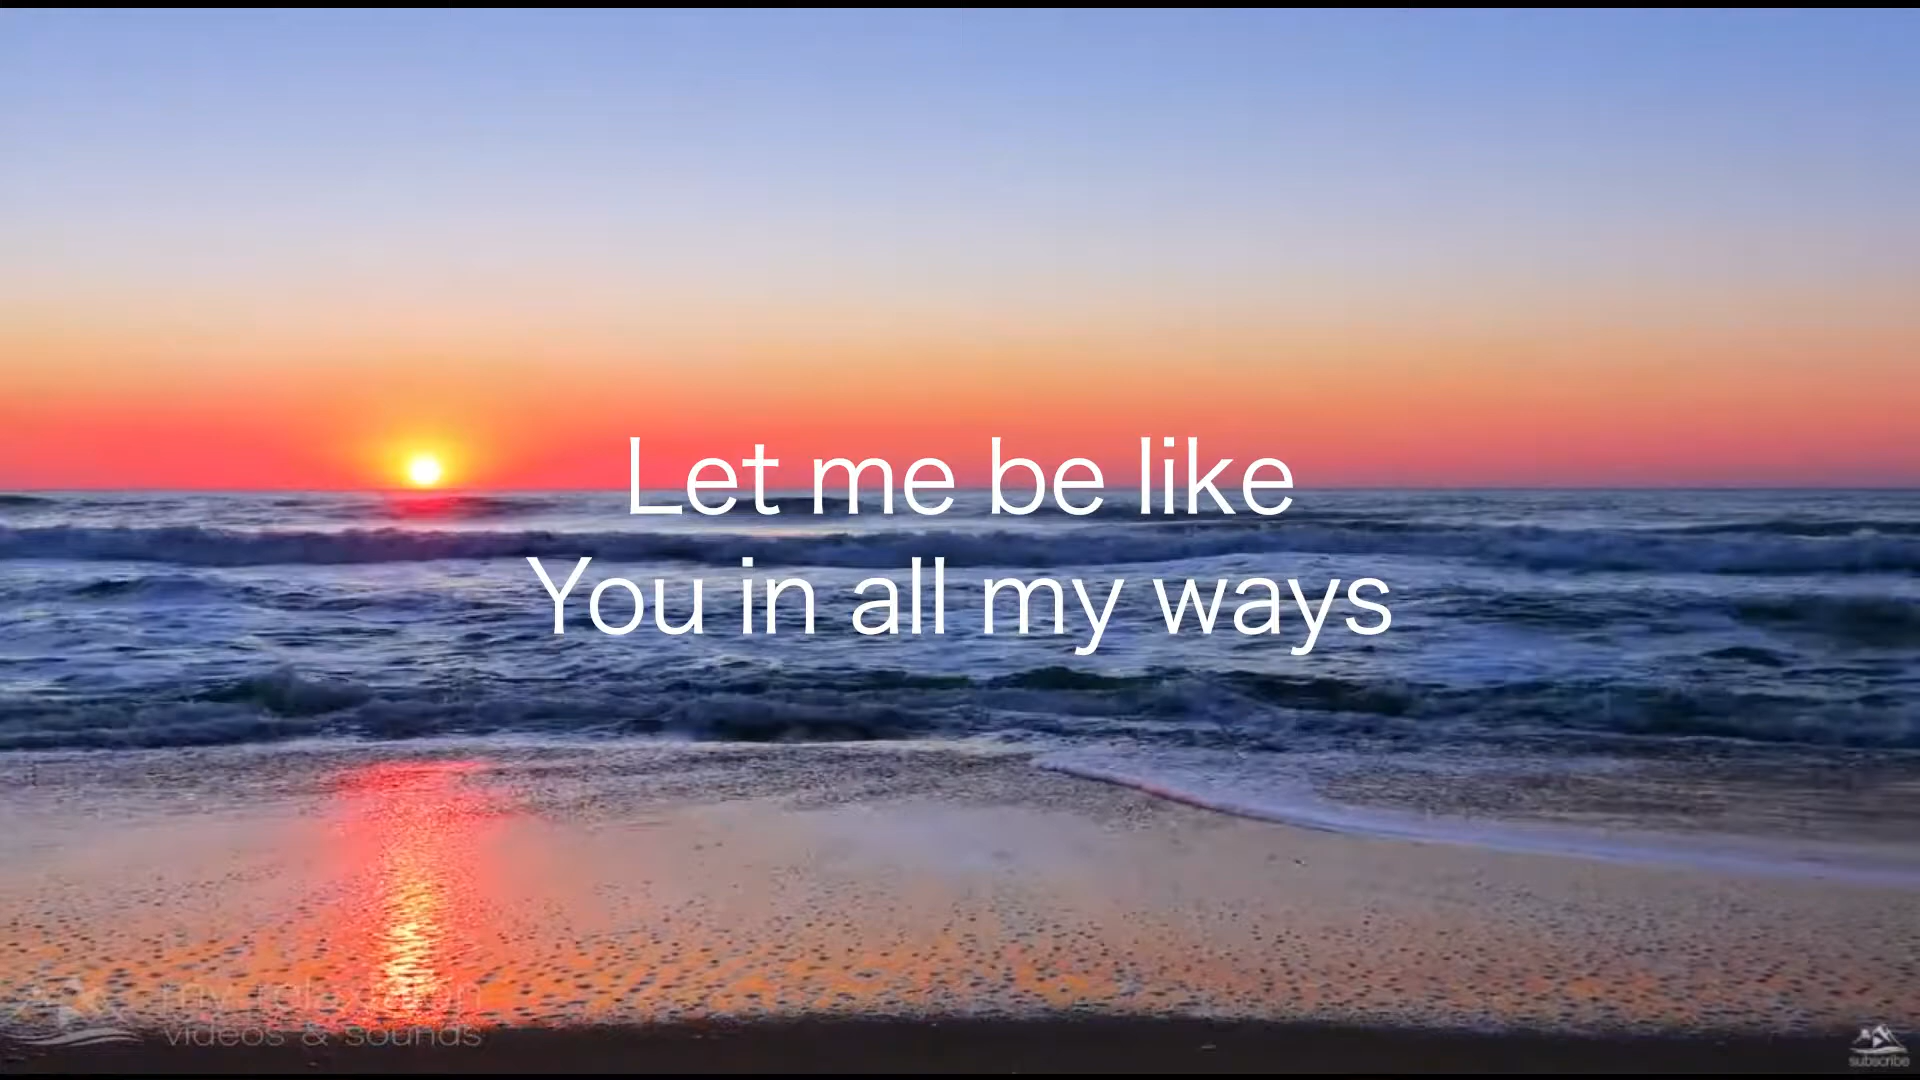 Let me be like
You in all my ways
my relaxation
videos & sounds
subscribe